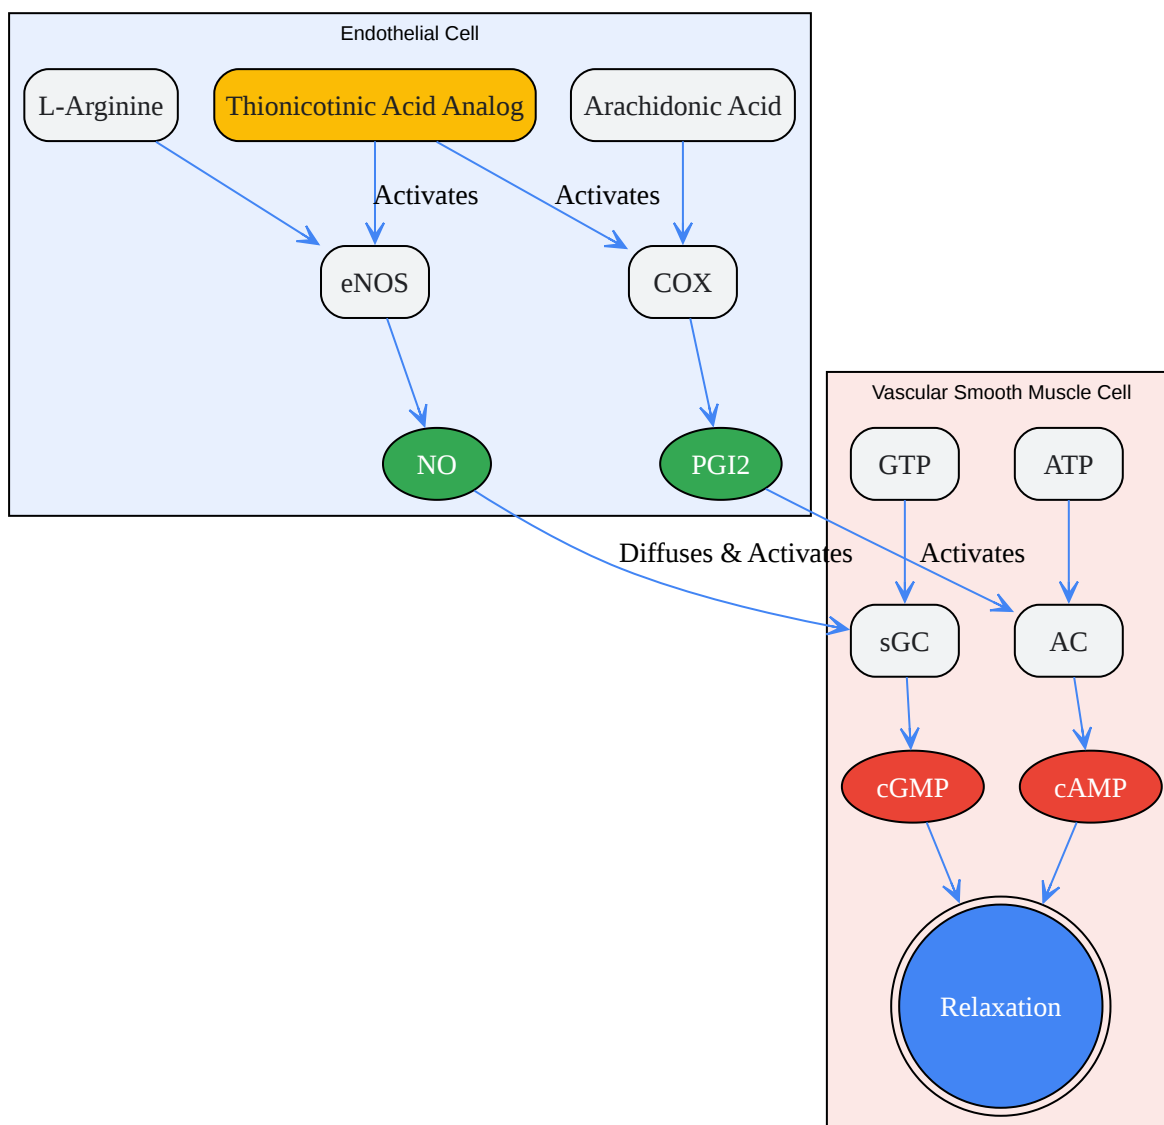 Endothelial Cell
L-Arginine
Thionicotinic Acid Analog
Arachidonic Acid
Activates
Activates
eNOS
COX
NO
PGI2
Vascular Smooth Muscle Cell
GTP
ATP
Diffuses & Activates
Activates
sGC
AC
cGMP
cAMP
Relaxation